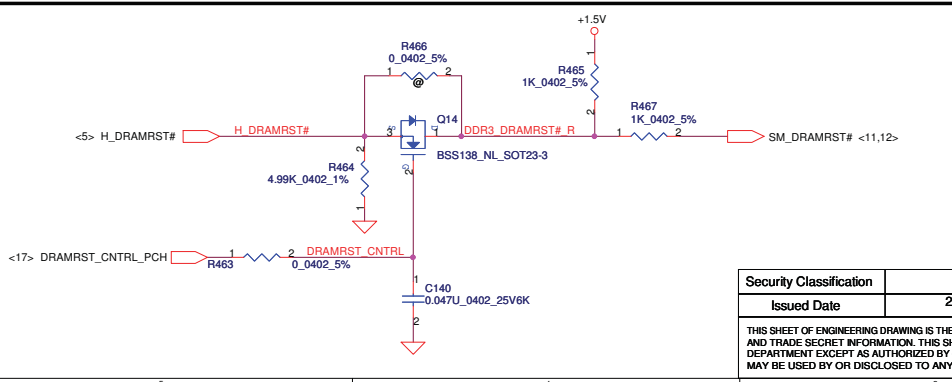 +1.5V
R466
0_0402_5%
1
2
@
R465
1K_0402_5%
1
2
R467
1K_0402_5%
1
2
<5> H_DRAMRST#
H_DRAMRST#
3
S
Q14
D
1
DDR3_DRAMRST#_R
SM_DRAMRST# <11,12>
BSS138_NL_SOT23-3
G
2
2
R464
4.99K_0402_1%
1
<17> DRAMRST_CNTRL_PCH
1
R463
2
0_0402_5%
DRAMRST_CNTRL
1
C140
0.047U_0402_25V6K
2
Security Classification
Issued Date
2
THIS SHEET OF ENGINEERING DRAWING IS THE
AND TRADE SECRET INFORMATION. THIS SH
DEPARTMENT EXCEPT AS AUTHORIZED BY
MAY BE USED BY OR DISCLOSED TO ANY